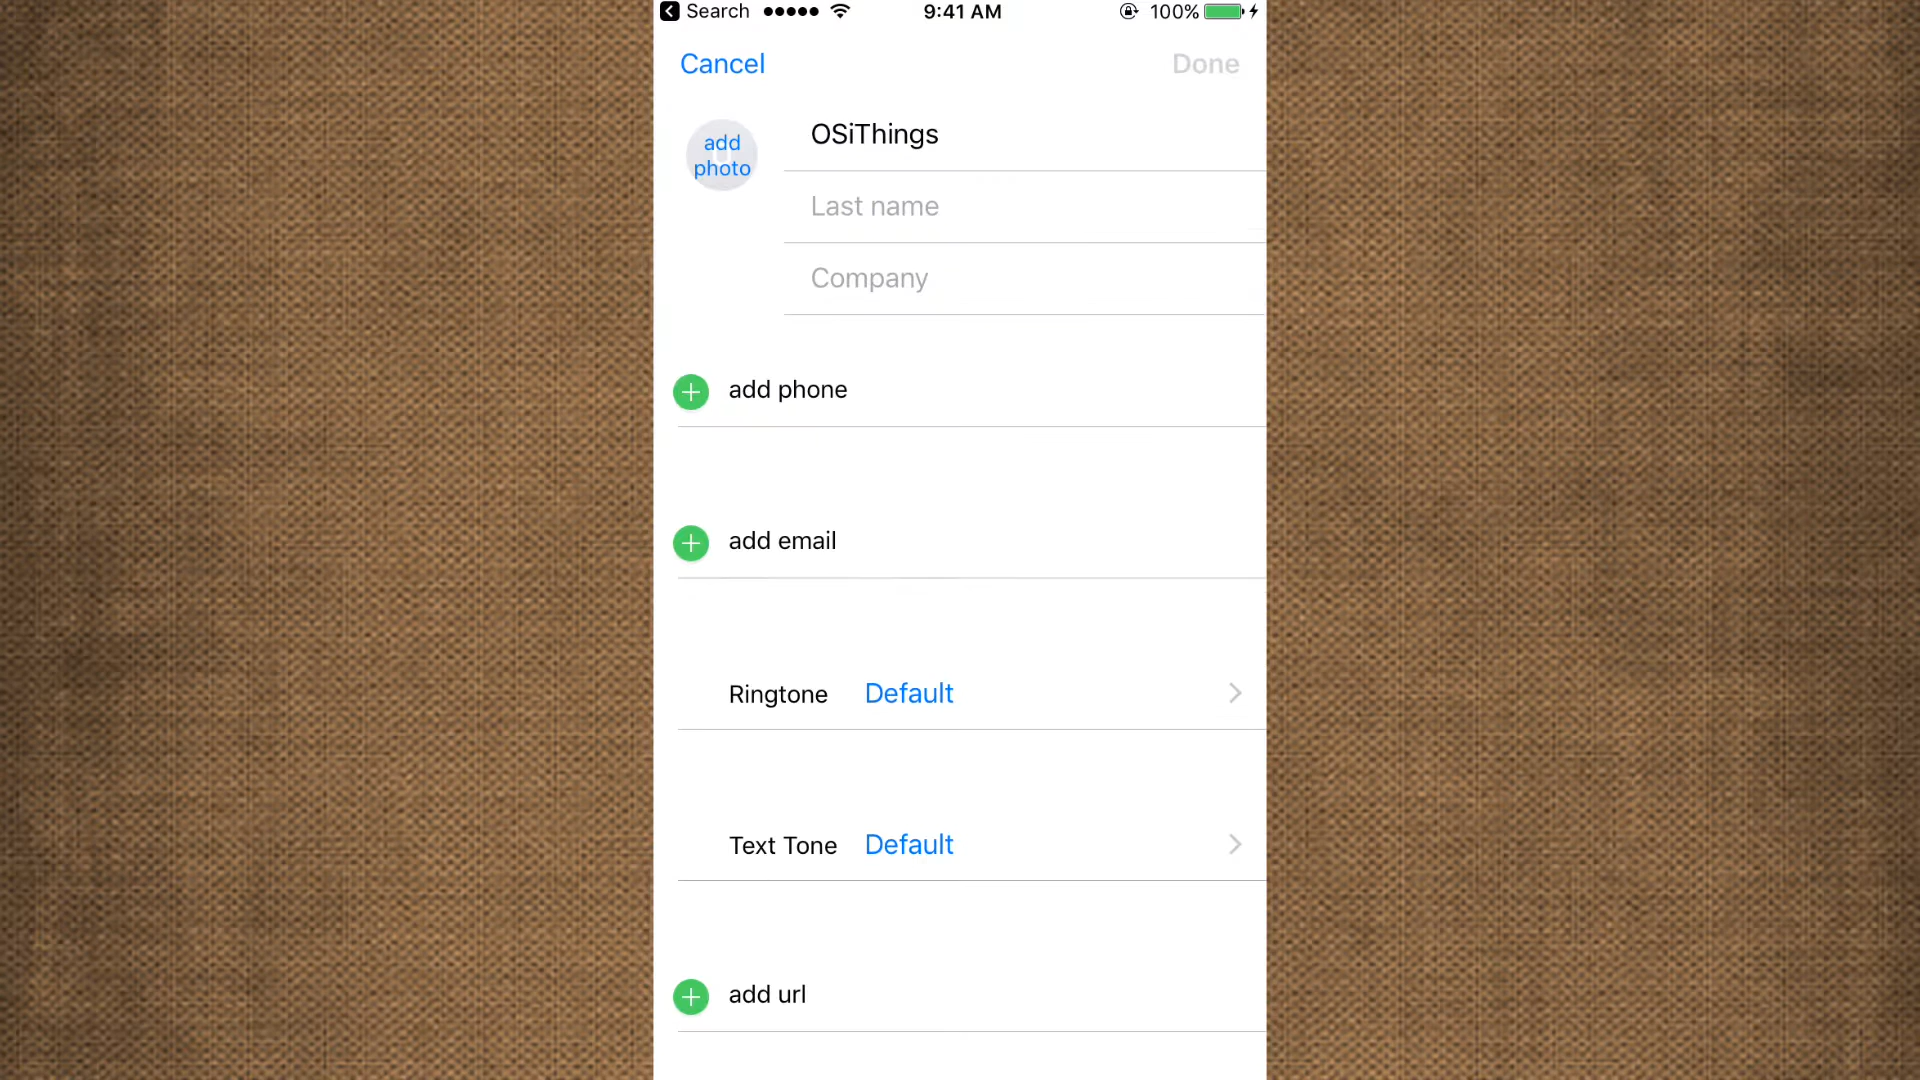 Search 9:41 AM 100%
Cancel Done
add
photo
OSiThings
Last name
Company
add phone
add email
Ringtone Default
Text Tone Default
add url